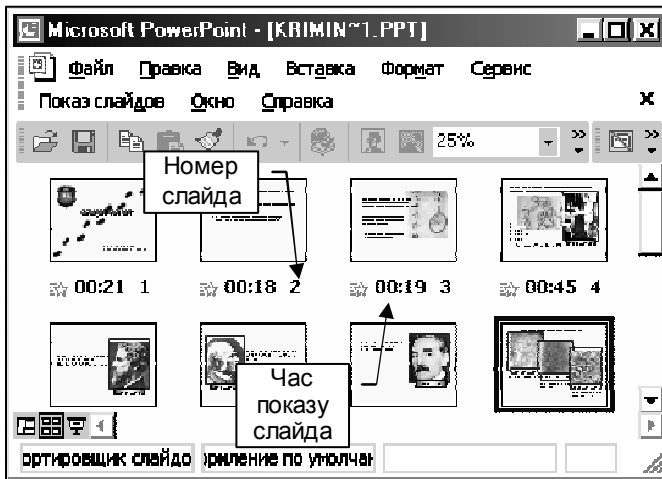 Microsoft PowerPoint - [KRIMIN~1.PPT]
Файл Правка Вид Вставка Формат Сервис
Показ слайдов Окно Справка
25%
Номер
слайда
00:21 1 00:18 2 00:19 3 00:45 4
Час
показу
слайда
ортировщик слайдо рмление по умолчан